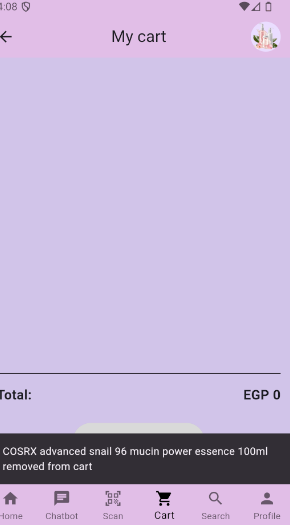 4:08
My cart
Total: EGP 0
COSRX advanced snail 96 mucin power essence 100ml
removed from cart
Home Chatbot Scan Cart Search Profile